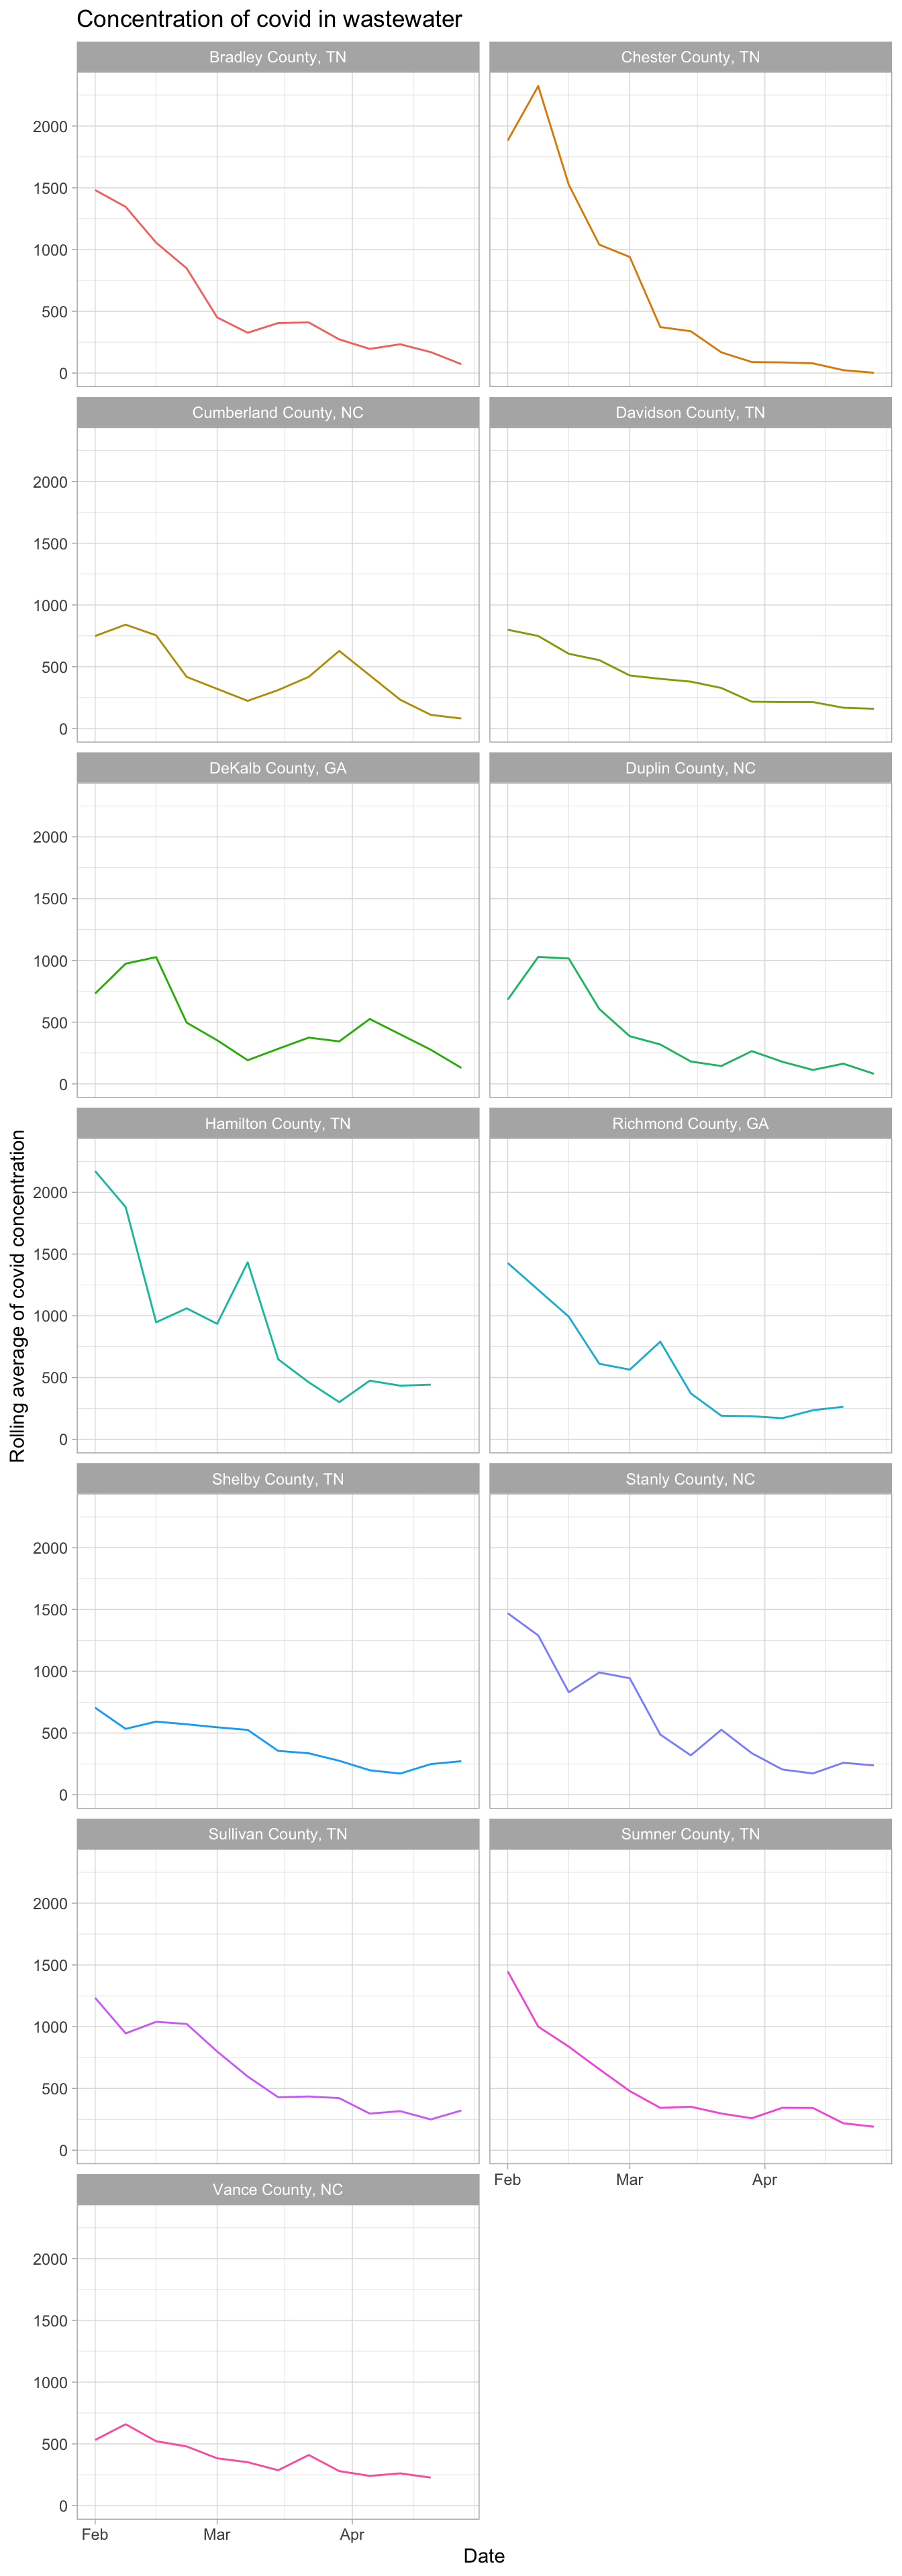 Concentration of covid in wastewater
Bradley County, TN
Chester County, TN
2000
1500
1000
500
0
Cumberland County, NC
Davidson County, TN
2000
1500
1000
500
0
DeKalb County, GA
Duplin County, NC
2000
1500
1000
500
0
Hamilton County, TN
Richmond County, GA
2000
1500
1000
500
0
Rolling average of covid concentration
Shelby County, TN
Stanly County, NC
2000
1500
1000
500
0
Sullivan County, TN
Sumner County, TN
2000
1500
1000
500
0
Feb Mar Apr
Vance County, NC
2000
1500
1000
500
0
Feb Mar Apr
Date